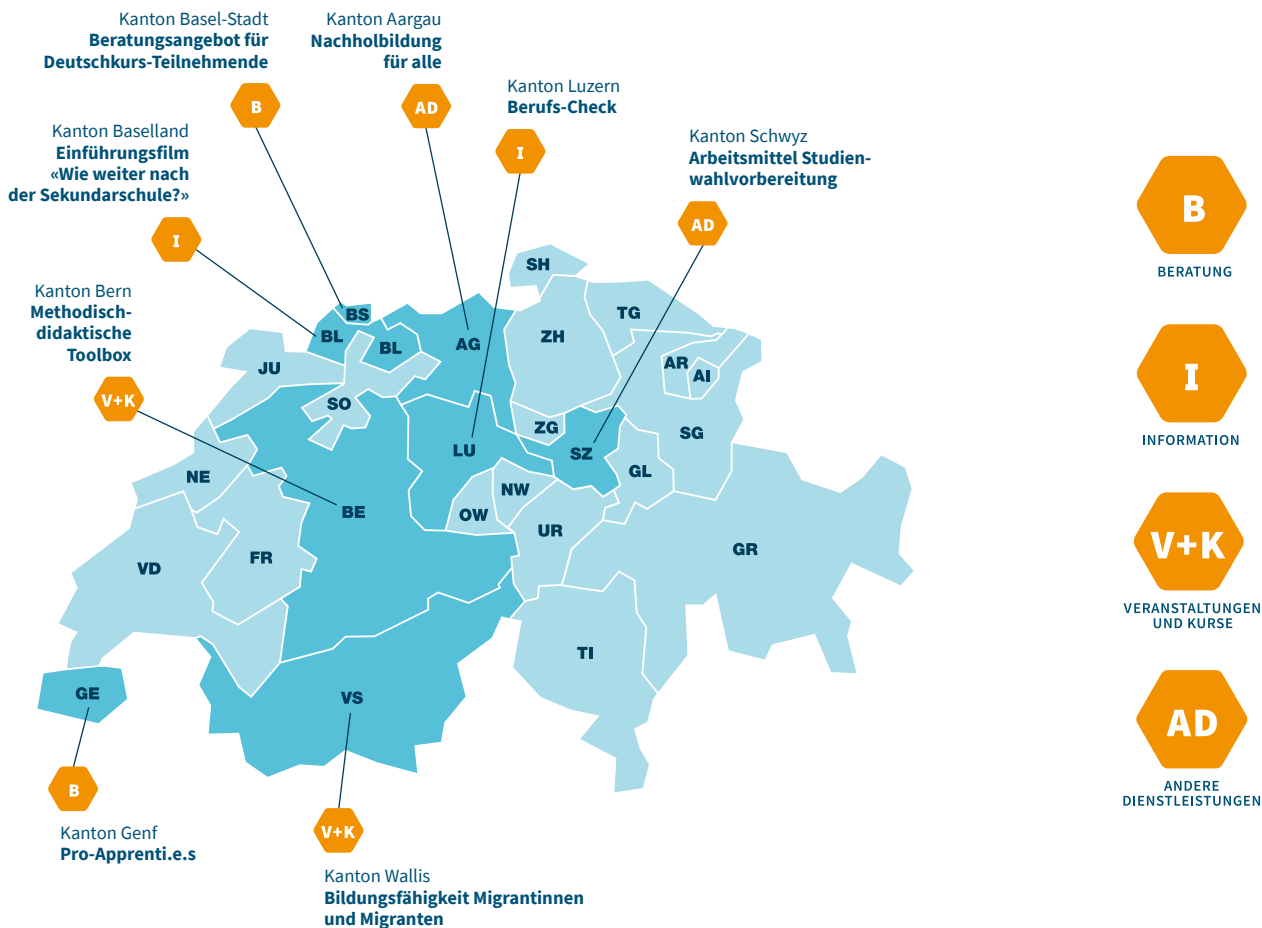 Kanton Basel-Stadt
Beratungsangebot für
Deutschkurs-Teilnehmende
B
Kanton Aargau
Nachholbildung
für alle
AD
Kanton Luzern
Berufs-Check
I
Kanton Schwyz
Arbeitsmittel Studien-
wahlvorbereitung
AD
Kanton Baselland
Einführungsfilm
«Wie weiter nach
der Sekundarschule?»
I
Kanton Bern
Methodisch-
didaktische
Toolbox
V+K
SH
BS
BL
BL
AG
ZH
TG
AR
AI
JU
SO
ZG
SZ
SG
LU
GL
NE
NW
OW
BE
UR
GR
FR
VD
TI
GE
VS
B
Kanton Genf
Pro-Apprenti.e.s
V+K
Kanton Wallis
Bildungsfähigkeit Migrantinnen
und Migranten
B
BERATUNG
I
INFORMATION
V+K
VERANSTALTUNGEN
UND KURSE
AD
ANDERE
DIENSTLEISTUNGEN